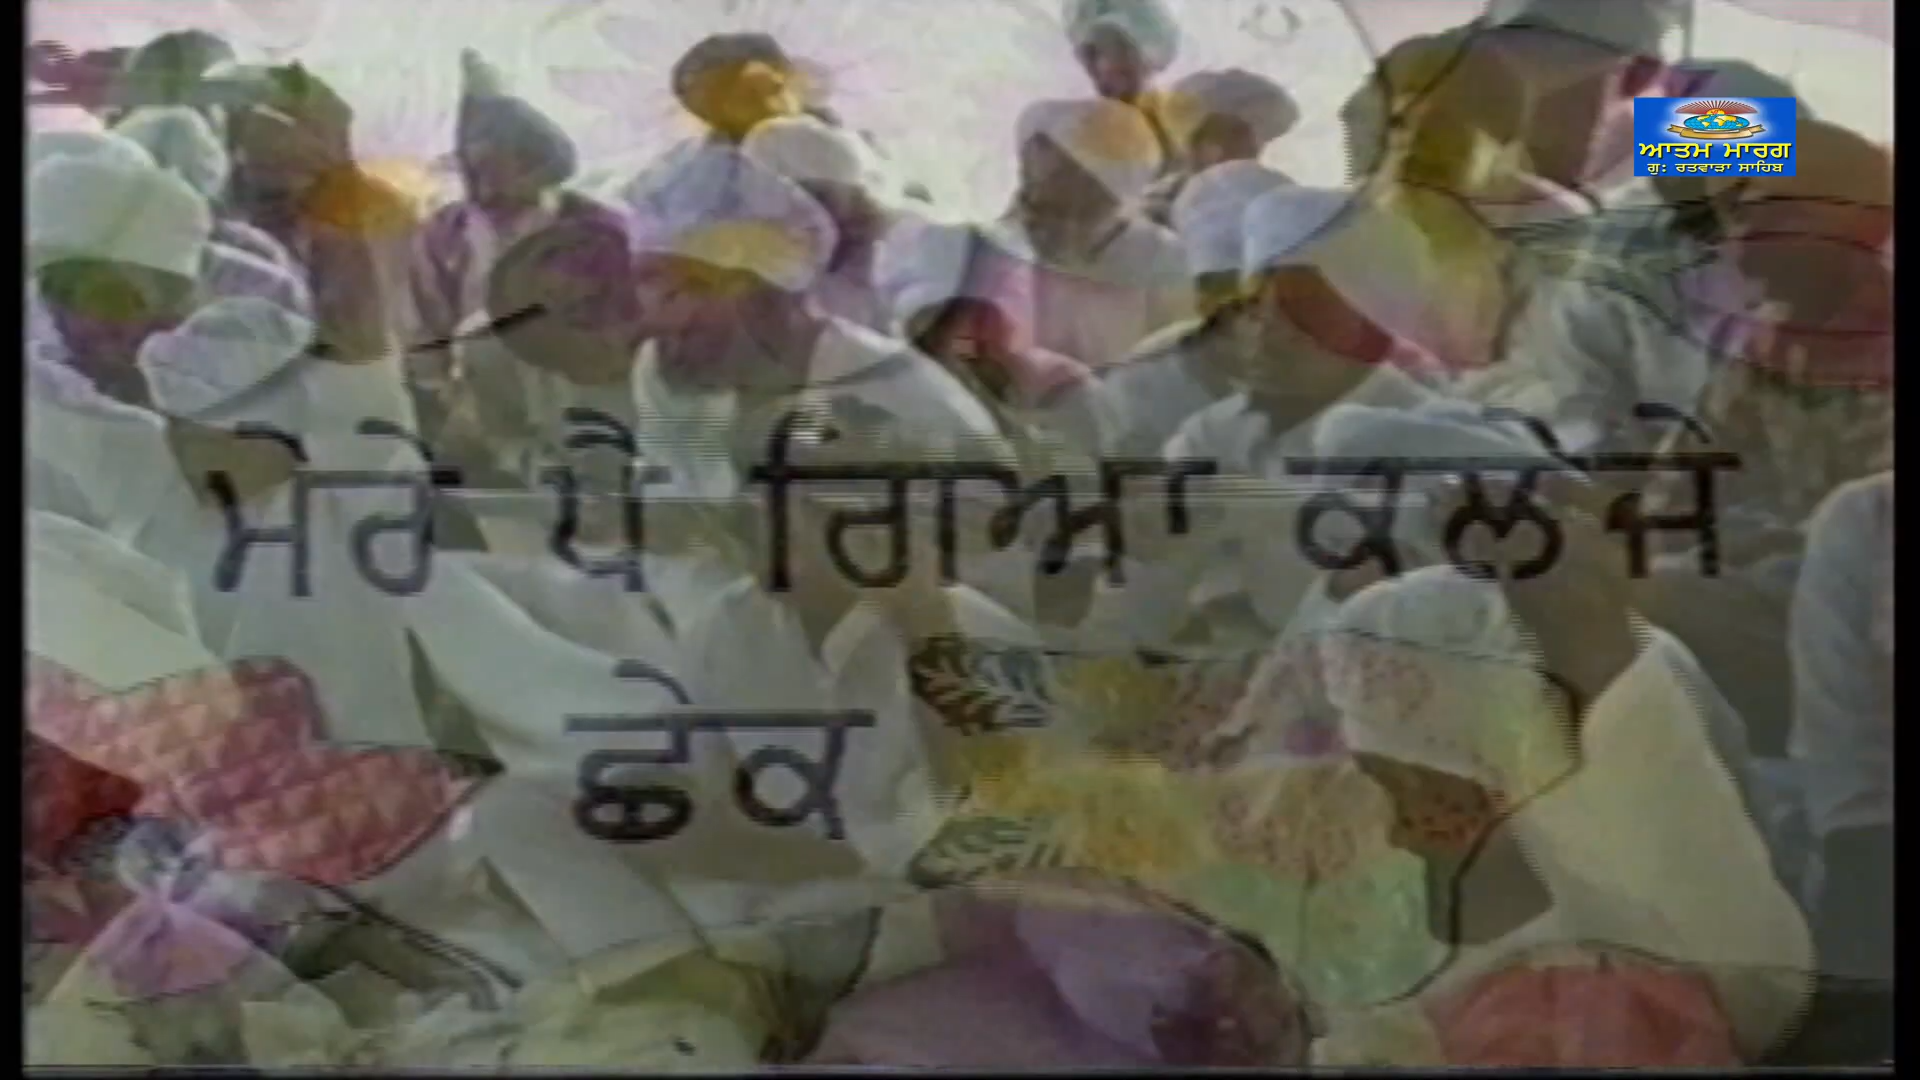 ਆਤਮ ਮਾਰਗ
ਗੁ: ਰਤਵਾੜਾ ਸਾਹਿਬ
ਮੇਰੇ ਪੈ ਗਿਆ ਕਲੇਜੇ
ਛੇਕ